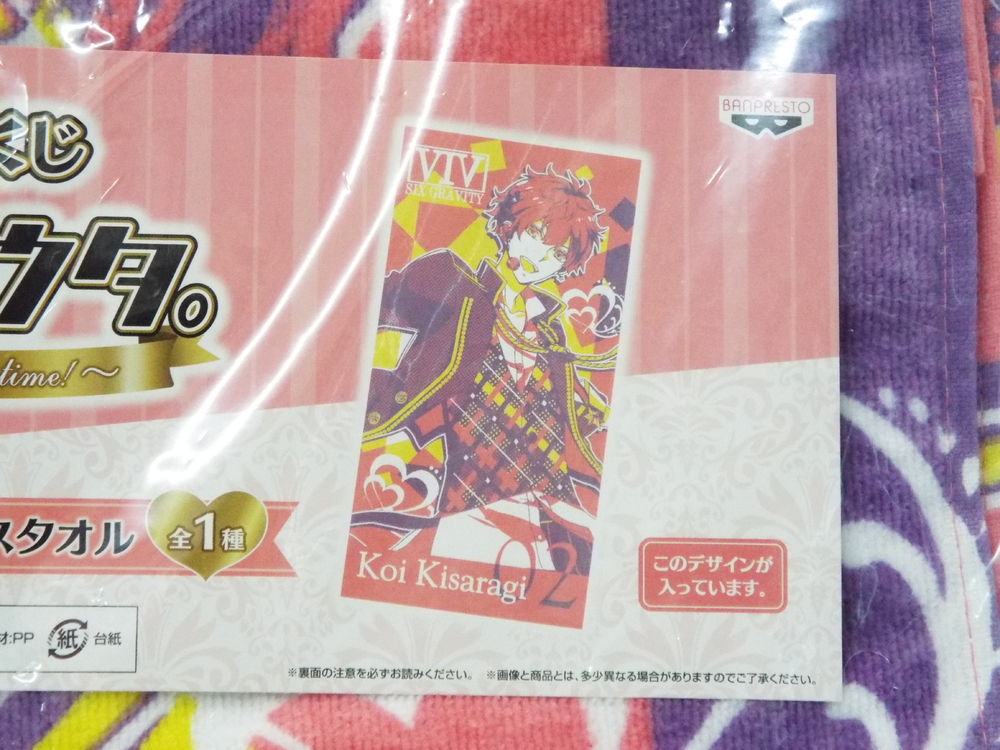 BANPRESTO
くじ
VIV
SIX GRAVITY
ウタ。
time!～
スタオル
全1種
Koi Kisaragi
02
このデザインが
入っています。
:PP
紙
台紙
※裏面の注意を必ずお読みください。 ※画像と商品とは、多少異なる場合がありますのでご了承ください。